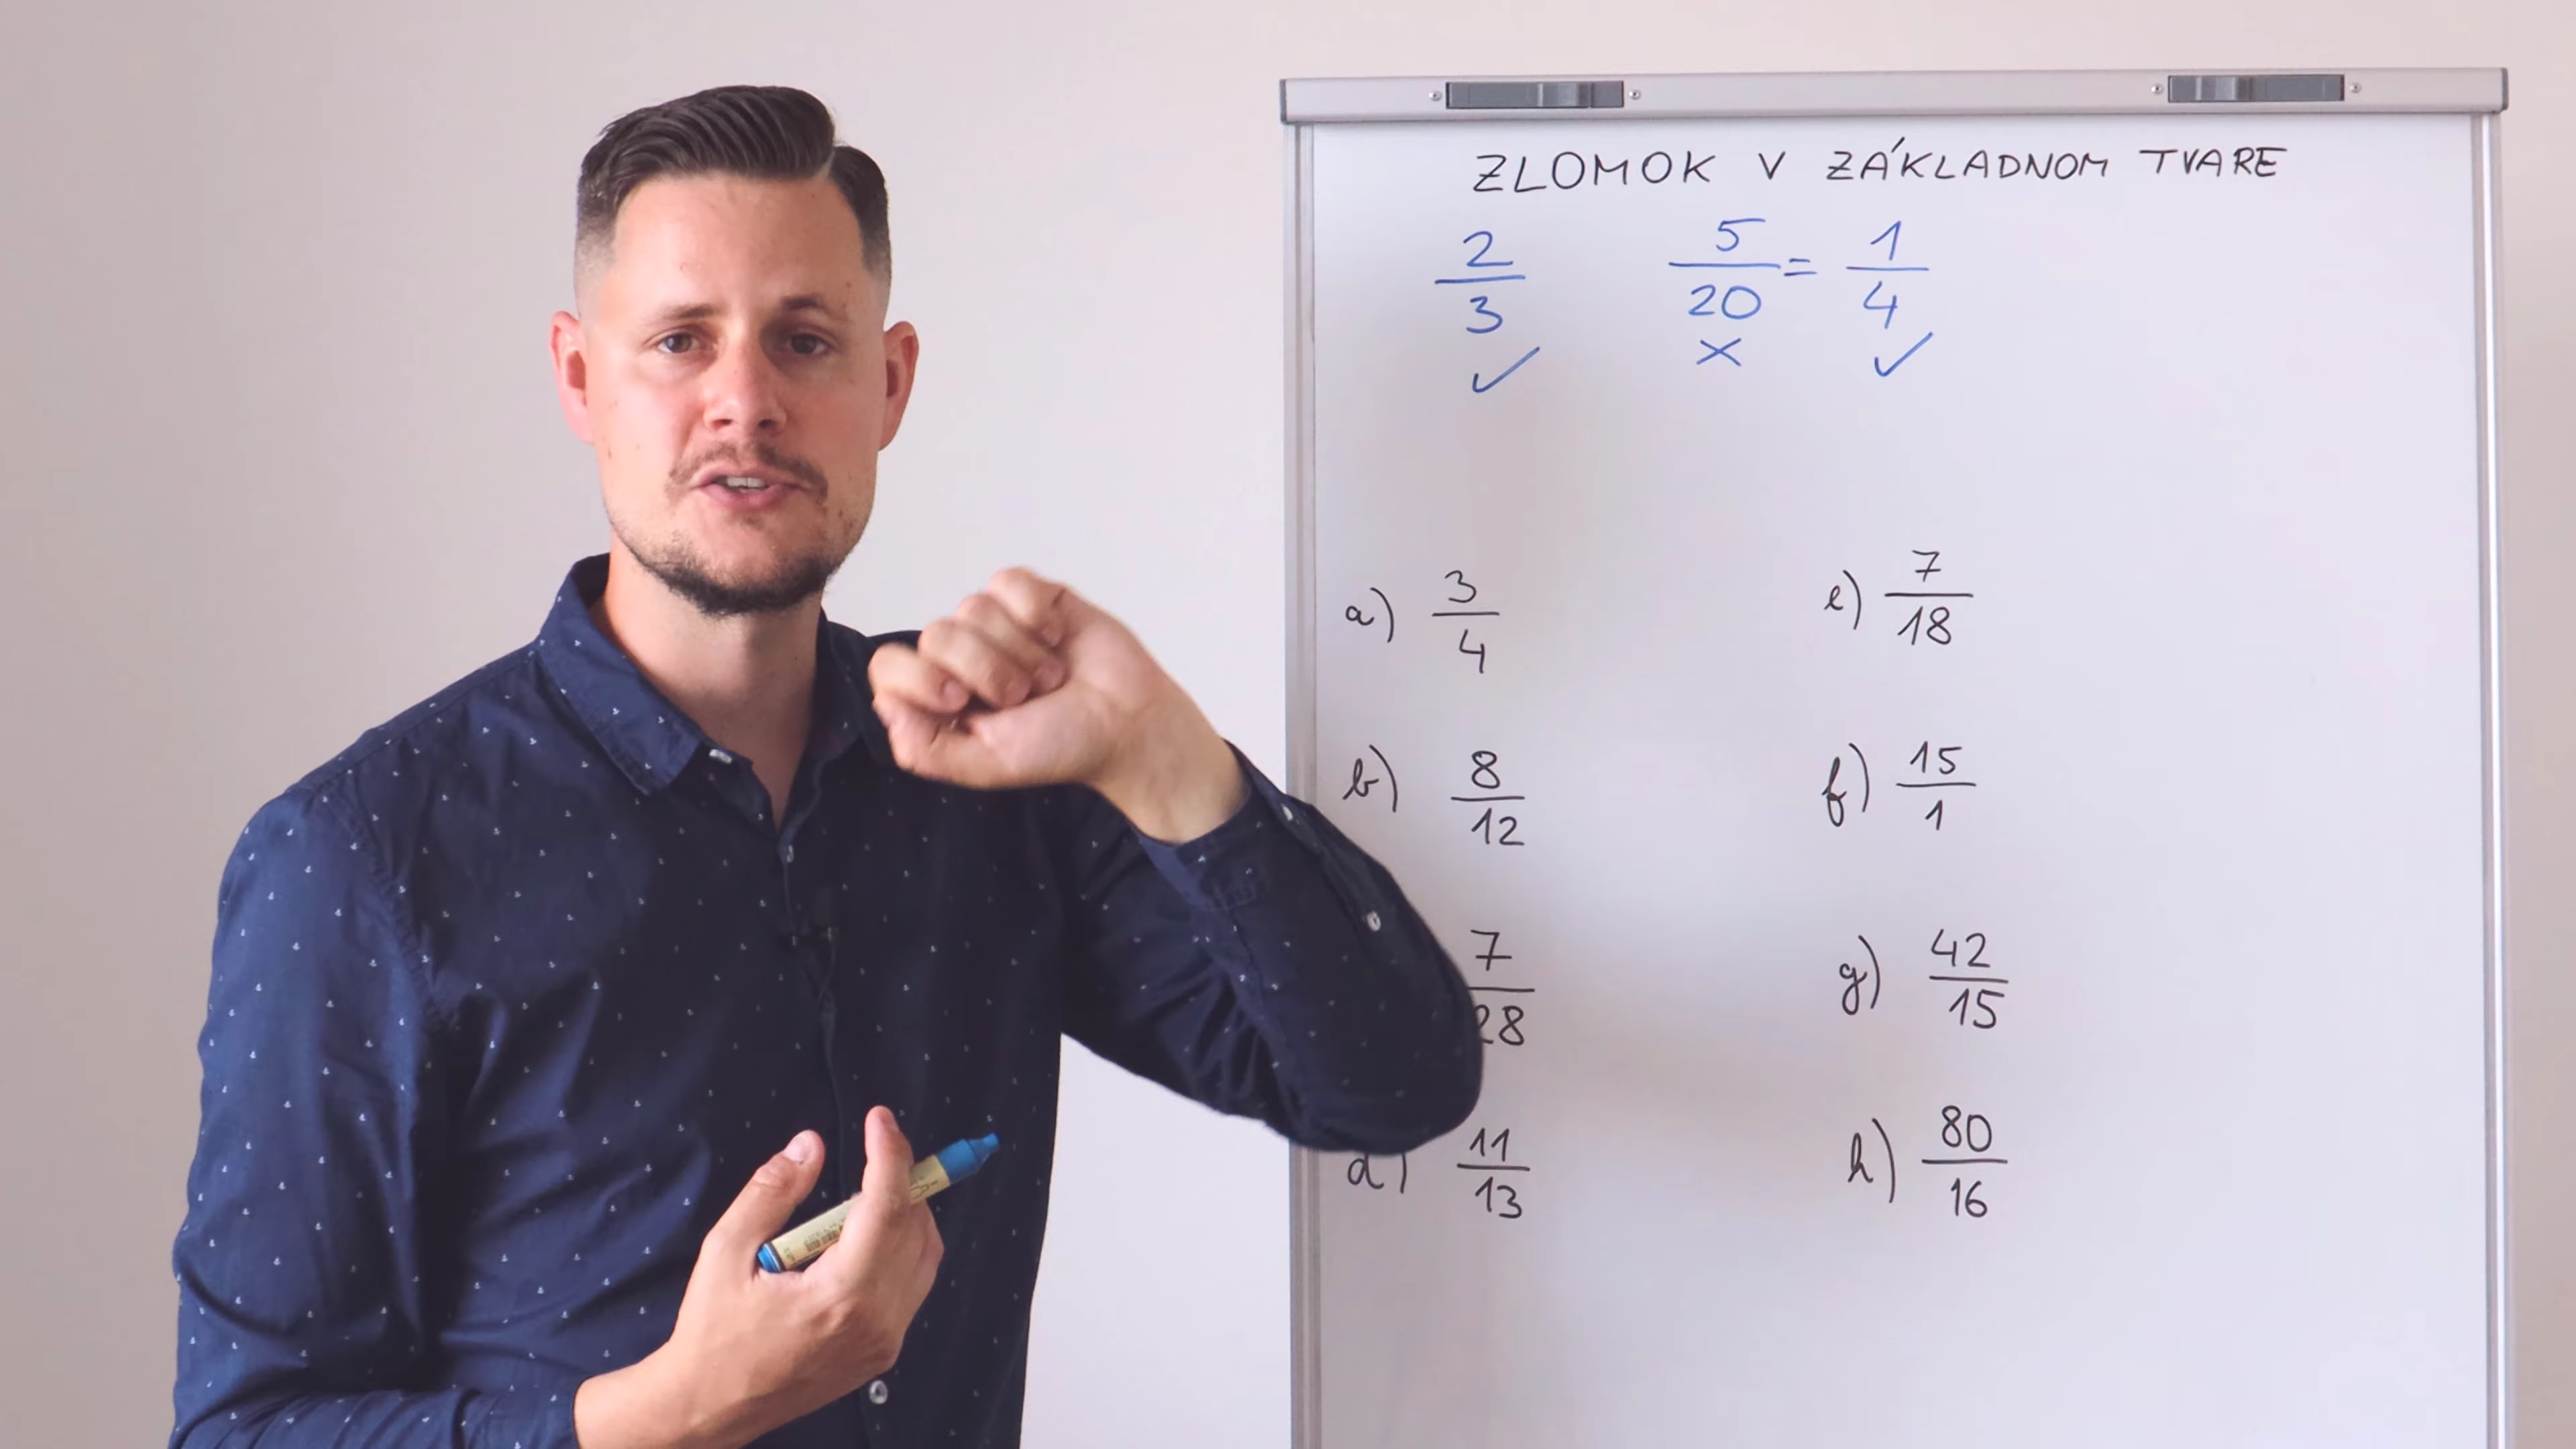 ZLOMOK V ZÁKLADNOM TVARE
2/3 5/20 = 1/4
✓ × ✓
a) 3/4
b) 8/12
7/28
d) 11/13
e) 7/18
f) 15/1
g) 42/15
h) 80/16